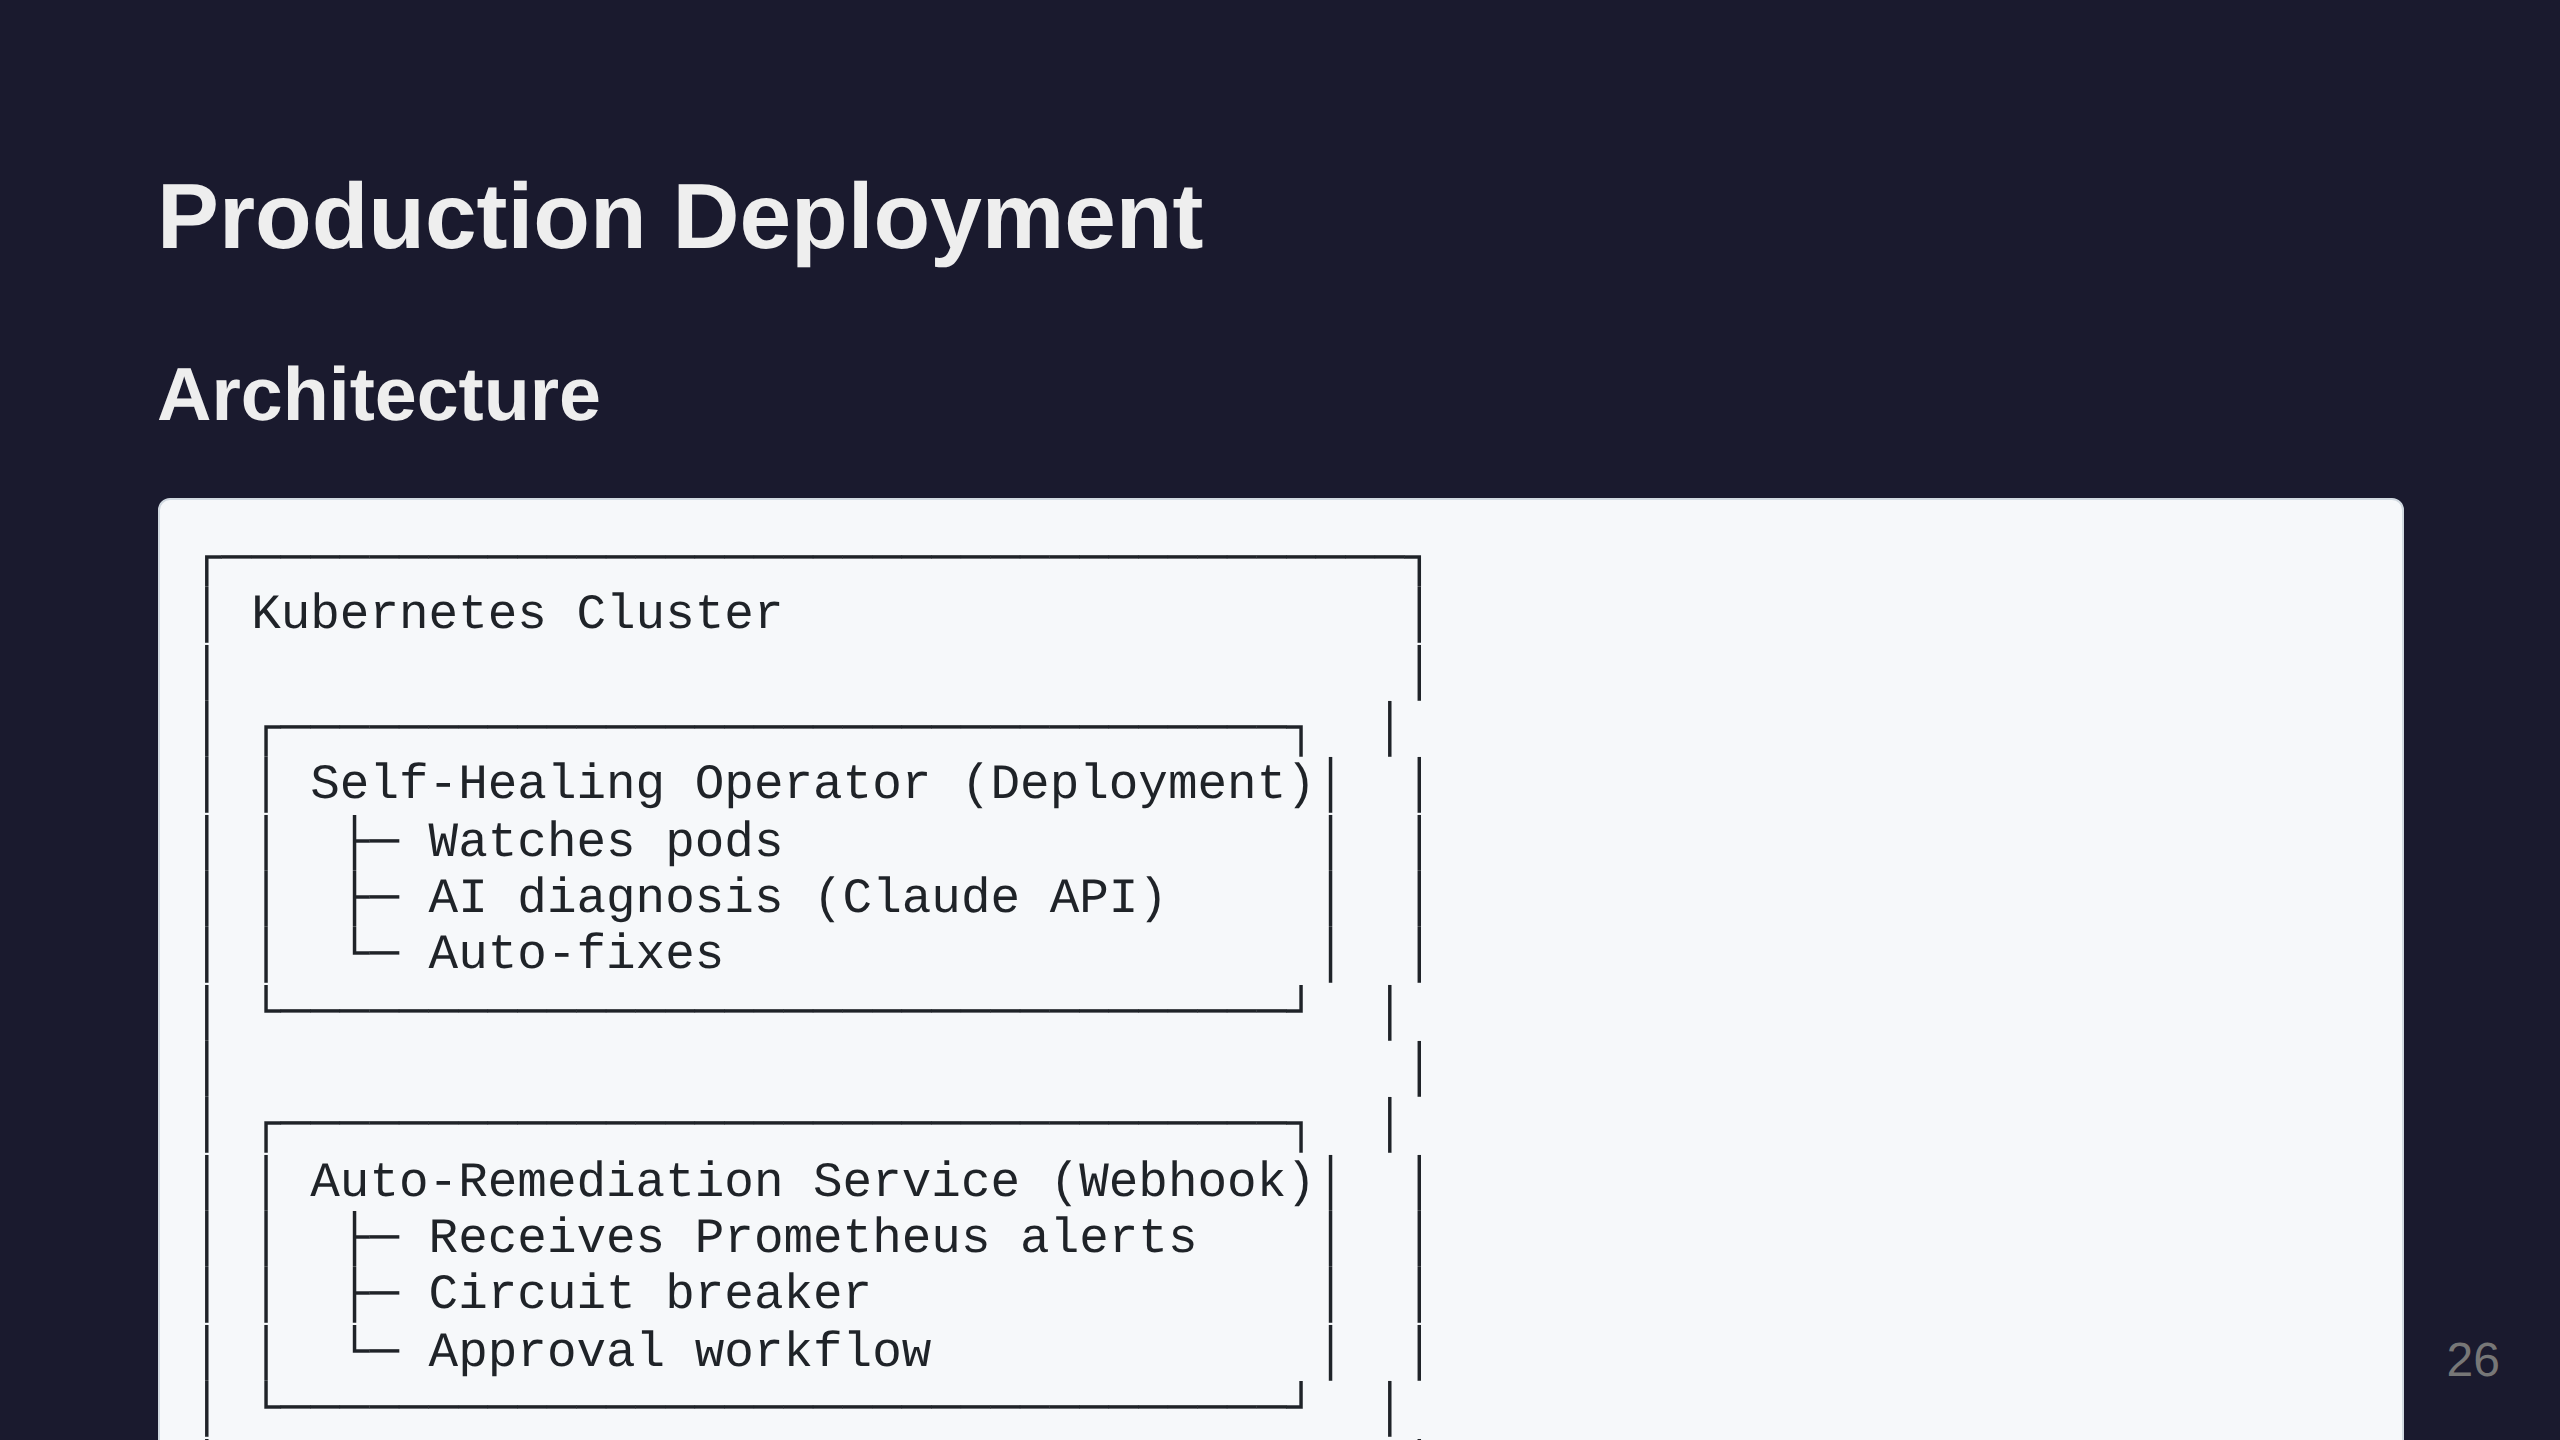 Production Deployment
Architecture
Kubernetes Cluster
Self-Healing Operator (Deployment)
├─ Watches pods
├─ AI diagnosis (Claude API)
└─ Auto-fixes
Auto-Remediation Service (Webhook)
├─ Receives Prometheus alerts
├─ Circuit breaker
└─ Approval workflow
26